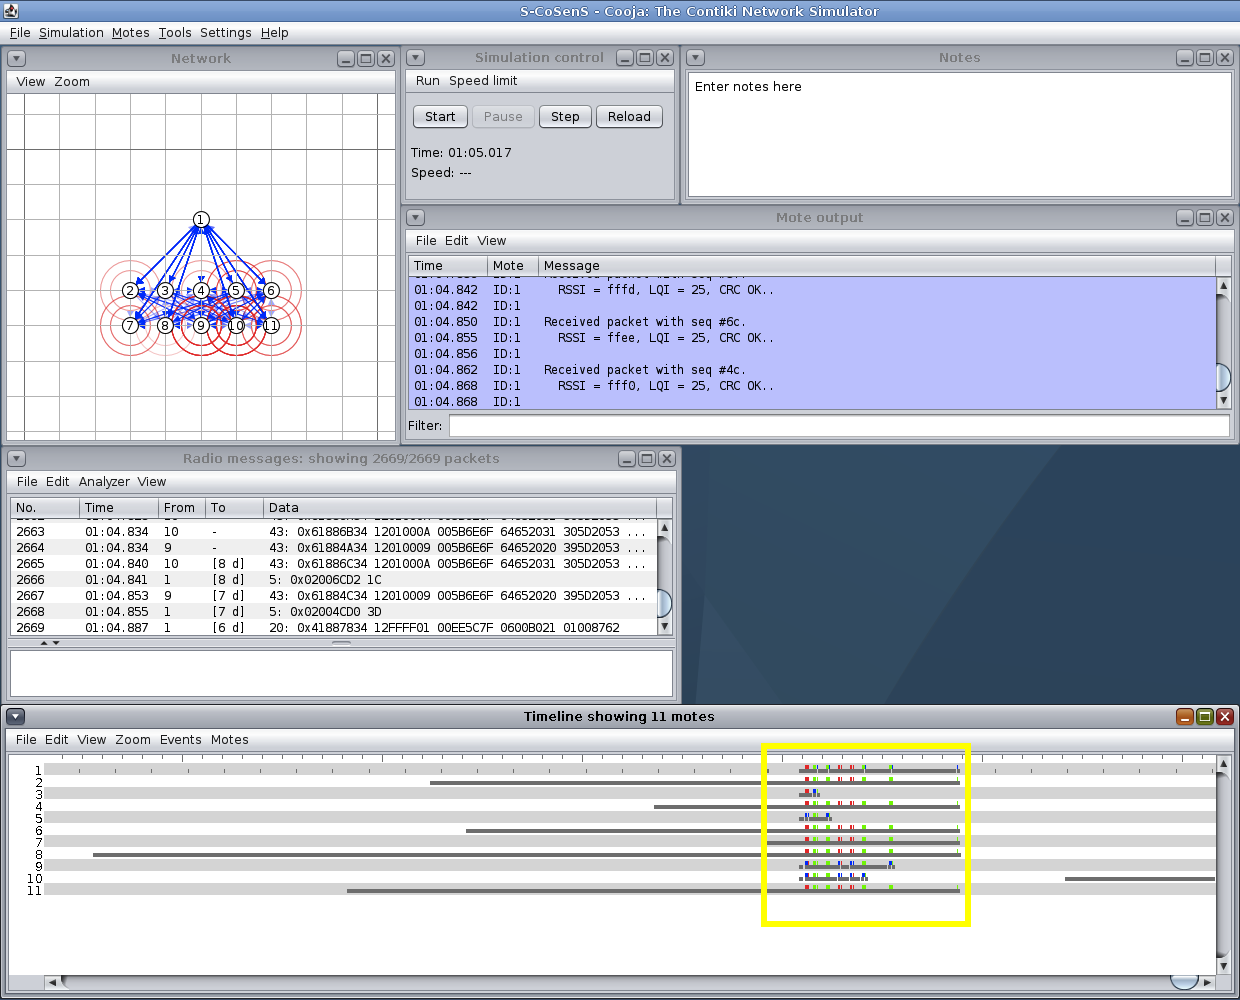 S-CoSenS - Cooja: The Contiki Network Simulator
File Simulation Motes Tools Settings Help
Network
View Zoom
1
2 3 4 5 6
7 8 9 10 11
Simulation control
Run Speed limit
Start Pause Step Reload
Time: 01:05.017
Speed: ---
Notes
Enter notes here
Mote output
File Edit View
Time Mote Message
01:04.842 ID:1 RSSI = fffd, LQI = 25, CRC OK..
01:04.842 ID:1
01:04.850 ID:1 Received packet with seq #6c.
01:04.855 ID:1 RSSI = ffee, LQI = 25, CRC OK..
01:04.856 ID:1
01:04.862 ID:1 Received packet with seq #4c.
01:04.868 ID:1 RSSI = fff0, LQI = 25, CRC OK..
01:04.868 ID:1
Filter:
Radio messages: showing 2669/2669 packets
File Edit Analyzer View
No. Time From To Data
2663 01:04.834 10 - 43: 0x61886B34 1201000A 005B6E6F 64652031 305D2053 ...
2664 01:04.834 9 - 43: 0x61884A34 12010009 005B6E6F 64652020 395D2053 ...
2665 01:04.840 10 [8 d] 43: 0x61886C34 1201000A 005B6E6F 64652031 305D2053 ...
2666 01:04.841 1 [8 d] 5: 0x02006CD2 1C
2667 01:04.853 9 [7 d] 43: 0x61884C34 12010009 005B6E6F 64652020 395D2053 ...
2668 01:04.855 1 [7 d] 5: 0x02004CD0 3D
2669 01:04.887 1 [6 d] 20: 0x41887834 12FFFF01 00EE5C7F 0600B021 01008762
Timeline showing 11 motes
File Edit View Zoom Events Motes
1
2
3
4
5
6
7
8
9
10
11